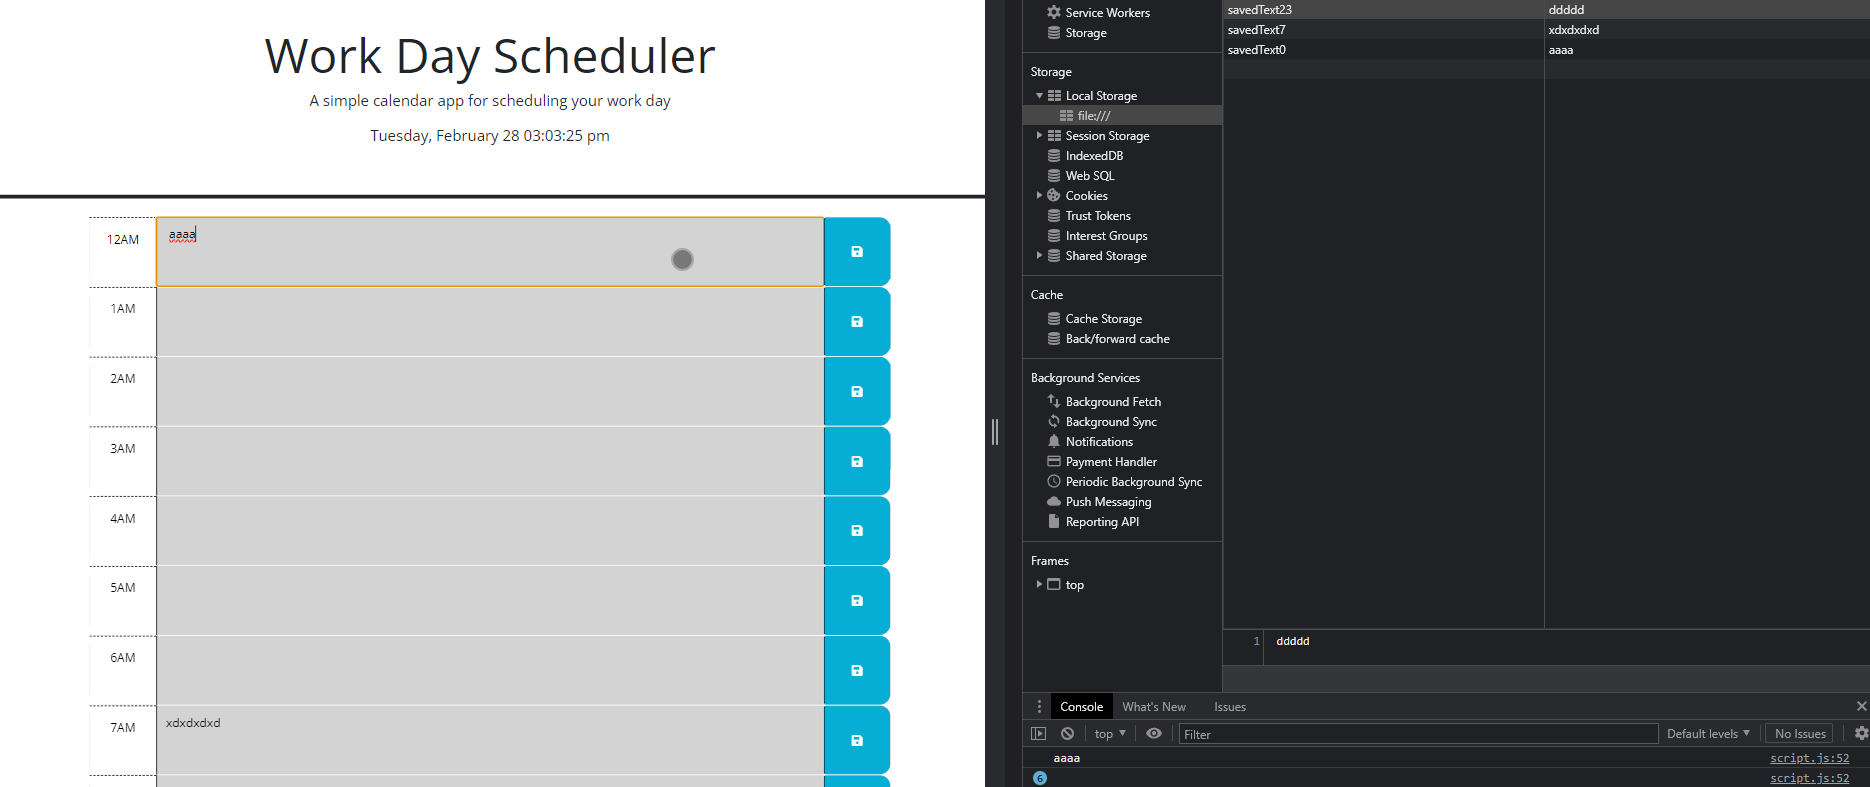 Work Day Scheduler
A simple calendar app for scheduling your work day
Tuesday, February 28 03:03:25 pm
12AM aaaa
1AM
2AM
3AM
4AM
5AM
6AM
7AM xdxdxdxd
Service Workers
Storage
Storage
Local Storage
file:///
Session Storage
IndexedDB
Web SQL
Cookies
Trust Tokens
Interest Groups
Shared Storage
Cache
Cache Storage
Back/forward cache
Background Services
Background Fetch
Background Sync
Notifications
Payment Handler
Periodic Background Sync
Push Messaging
Reporting API
Frames
top
savedText23 ddddd
savedText7 xdxdxdxd
savedText0 aaaa
1 ddddd
Console What's New Issues
top Filter Default levels No Issues
aaaa script.js:52
6 script.js:52